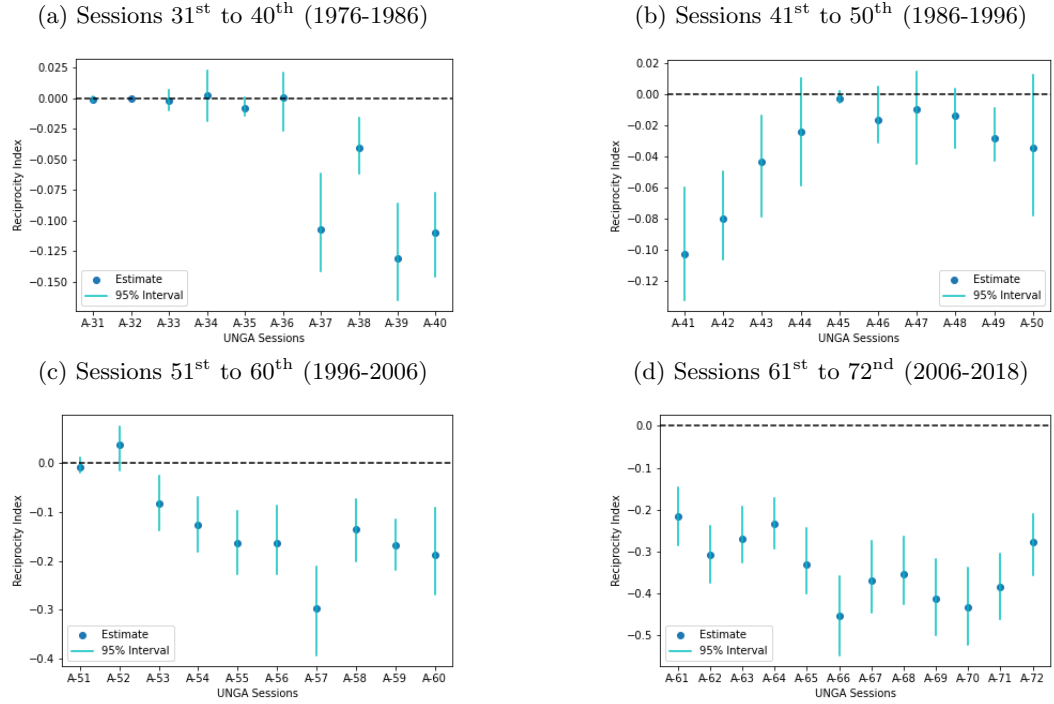 (a) Sessions 31st to 40th (1976-1986)
0.025
0.000
−0.025
−0.050
−0.075
−0.100
−0.125
−0.150
Reciprocity Index
Estimate
95% Interval
A-31 A-32 A-33 A-34 A-35 A-36 A-37 A-38 A-39 A-40
UNGA Sessions
(b) Sessions 41st to 50th (1986-1996)
0.02
0.00
−0.02
−0.04
−0.06
−0.08
−0.10
−0.12
Reciprocity Index
Estimate
95% Interval
A-41 A-42 A-43 A-44 A-45 A-46 A-47 A-48 A-49 A-50
UNGA Sessions
(c) Sessions 51st to 60th (1996-2006)
0.0
−0.1
−0.2
−0.3
−0.4
Reciprocity Index
Estimate
95% Interval
A-51 A-52 A-53 A-54 A-55 A-56 A-57 A-58 A-59 A-60
UNGA Sessions
(d) Sessions 61st to 72nd (2006-2018)
0.0
−0.1
−0.2
−0.3
−0.4
−0.5
Reciprocity Index
Estimate
95% Interval
A-61 A-62 A-63 A-64 A-65 A-66 A-67 A-68 A-69 A-70 A-71 A-72
UNGA Sessions